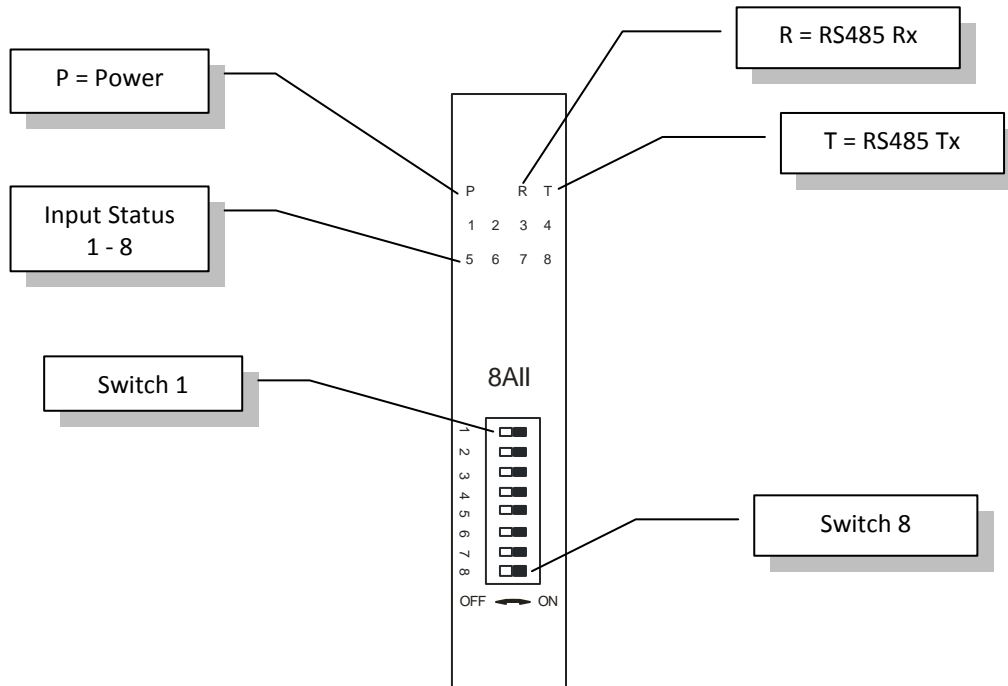 R = RS485 Rx
P = Power
T = RS485 Tx
P R T
Input Status
1 - 8
1 2 3 4
5 6 7 8
8AII
Switch 1
1
2
3
4
5
6
7
8
Switch 8
OFF ON